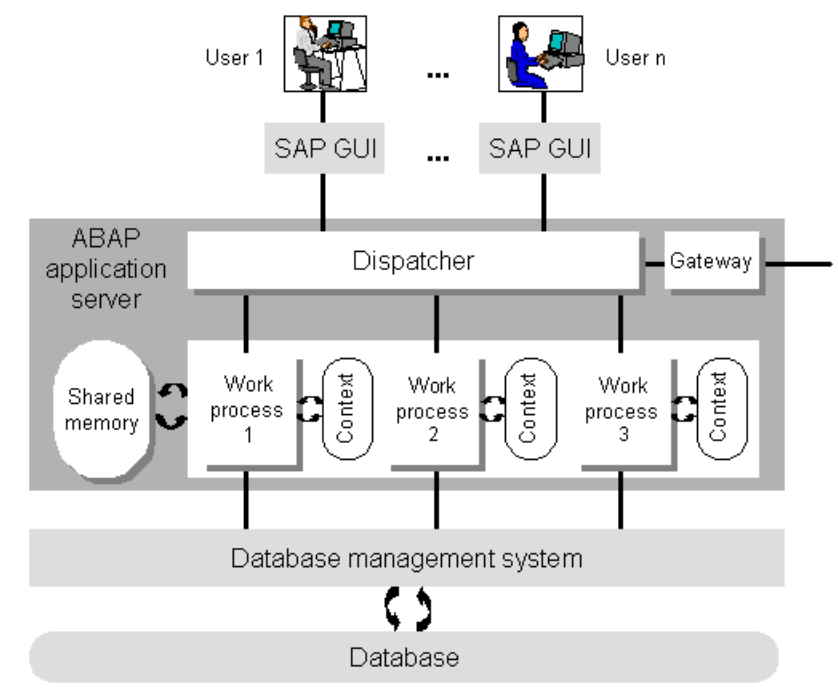 User 1
...
User n
SAP GUI
...
SAP GUI
ABAP
application
server
Dispatcher
Gateway
Shared
memory
Work
process
1
Context
Work
process
2
Context
Work
process
3
Context
Database management system
Database